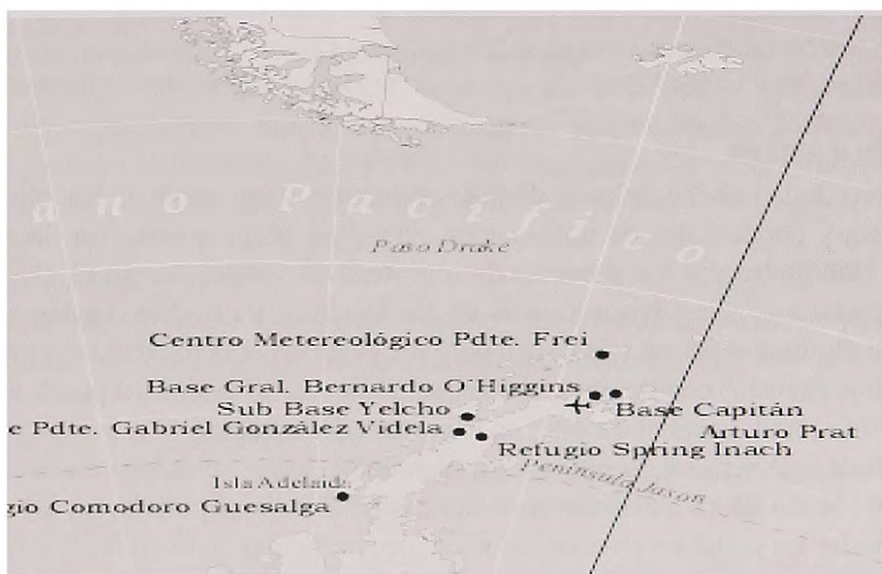 ano Pacífico
Paso Drake
Centro Metereológico Pdte. Frei
Base Gral. Bernardo O'Higgins
Sub Base Yelcho
Base Capitán
Arturo Prat
e Pdte. Gabriel González Videla
Refugio Spring Inach
Península Jason
Isla Adelaida
gio Comodoro Guesalga